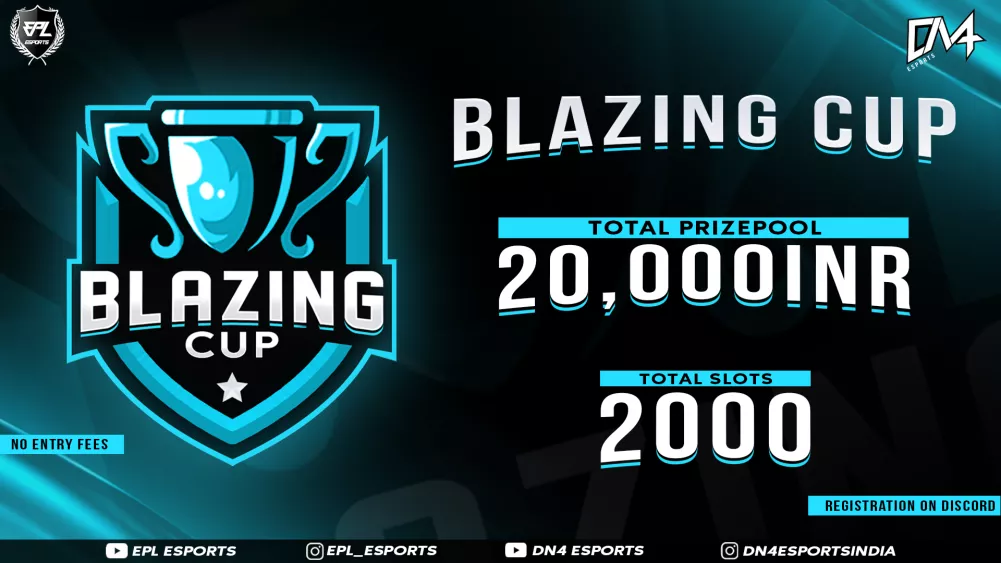 EPL
ESPORTS
DN4
ESPORTS
BLAZING CUP
BLAZING
CUP
TOTAL PRIZEPOOL
20,000INR
TOTAL SLOTS
2000
NO ENTRY FEES
REGISTRATION ON DISCORD
EPL ESPORTS
EPL_ESPORTS
DN4 ESPORTS
DN4ESPORTSINDIA